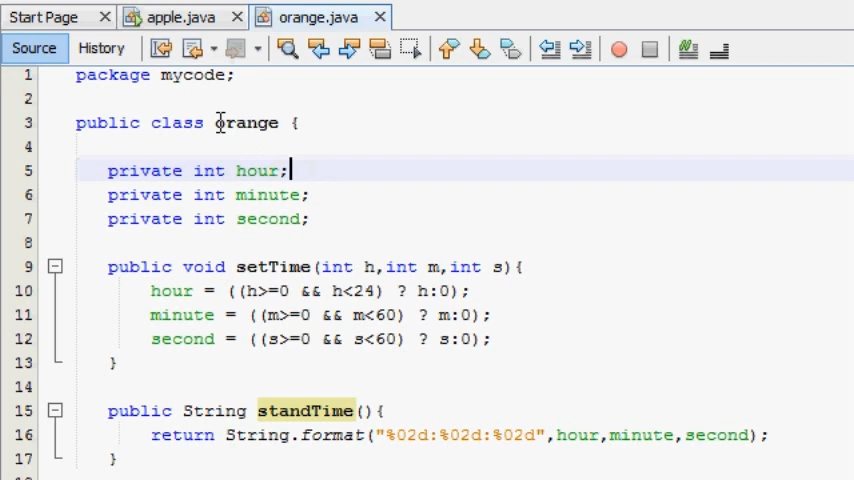 Start Page apple.java orange.java
Source History
1 package mycode;
2
3 public class orange {
4
5 private int hour;
6 private int minute;
7 private int second;
8
9 public void setTime(int h,int m,int s){
10 hour = ((h>=0 && h<24) ? h:0);
11 minute = ((m>=0 && m<60) ? m:0);
12 second = ((s>=0 && s<60) ? s:0);
13 }
14
15 public String standTime(){
16 return String.format("%02d:%02d:%02d",hour,minute,second);
17 }